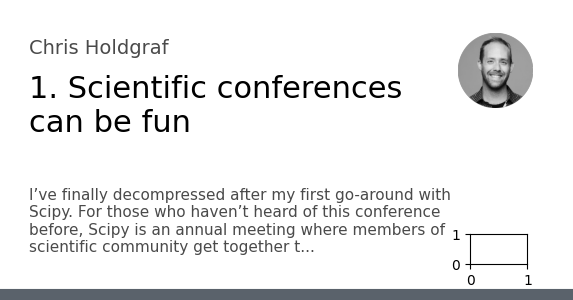 Chris Holdgraf
1. Scientific conferences
can be fun
I’ve finally decompressed after my first go-around with
Scipy. For those who haven’t heard of this conference
before, Scipy is an annual meeting where members of
scientific community get together t...
1
0
0 1